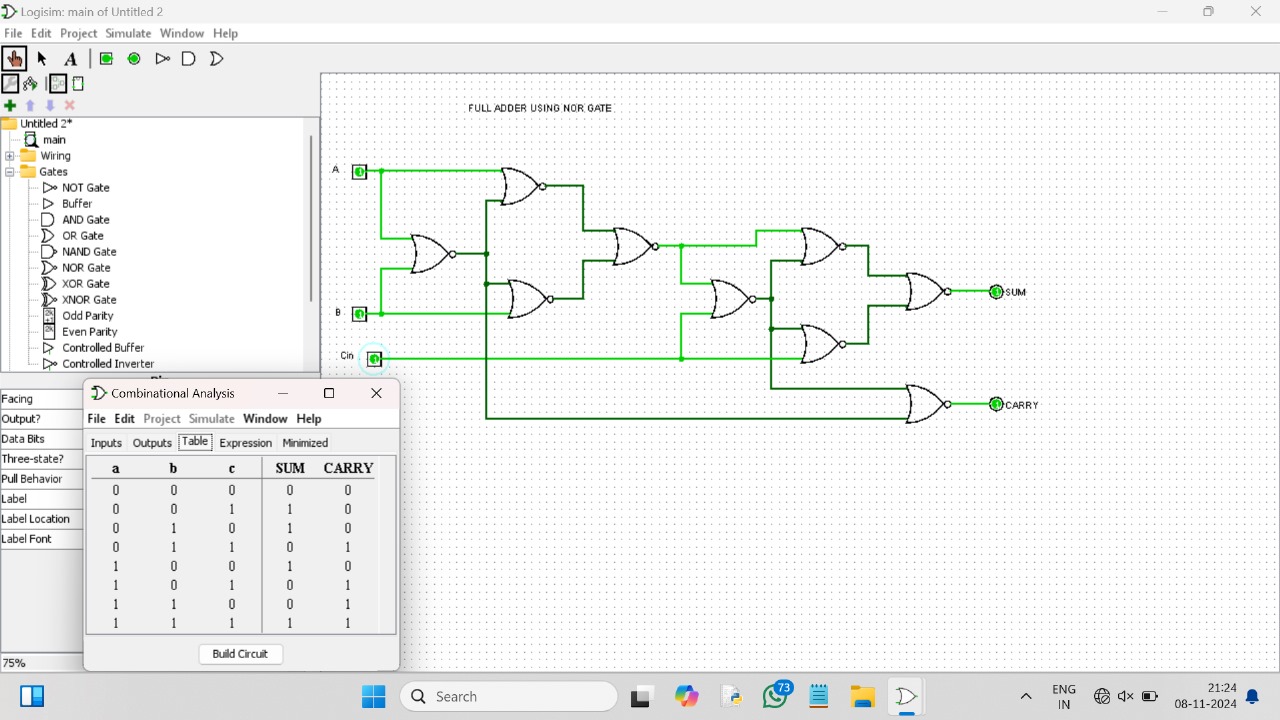 Logisim: main of Untitled 2
File Edit Project Simulate Window Help
A
Untitled 2*
main
Wiring
Gates
NOT Gate
Buffer
AND Gate
OR Gate
NAND Gate
NOR Gate
XOR Gate
XNOR Gate
Odd Parity
Even Parity
Controlled Buffer
Controlled Inverter
Facing
Output?
Data Bits
Three-state?
Pull Behavior
Label
Label Location
Label Font
75%
FULL ADDER USING NOR GATE
A 1
B 1
Cin 1
1 SUM
1 CARRY
Combinational Analysis
File Edit Project Simulate Window Help
Inputs Outputs Table Expression Minimized
a b c SUM CARRY
0 0 0 0 0
0 0 1 1 0
0 1 0 1 0
0 1 1 0 1
1 0 0 1 0
1 0 1 0 1
1 1 0 0 1
1 1 1 1 1
Build Circuit
Search
73
ENG
IN
21:24
08-11-2024